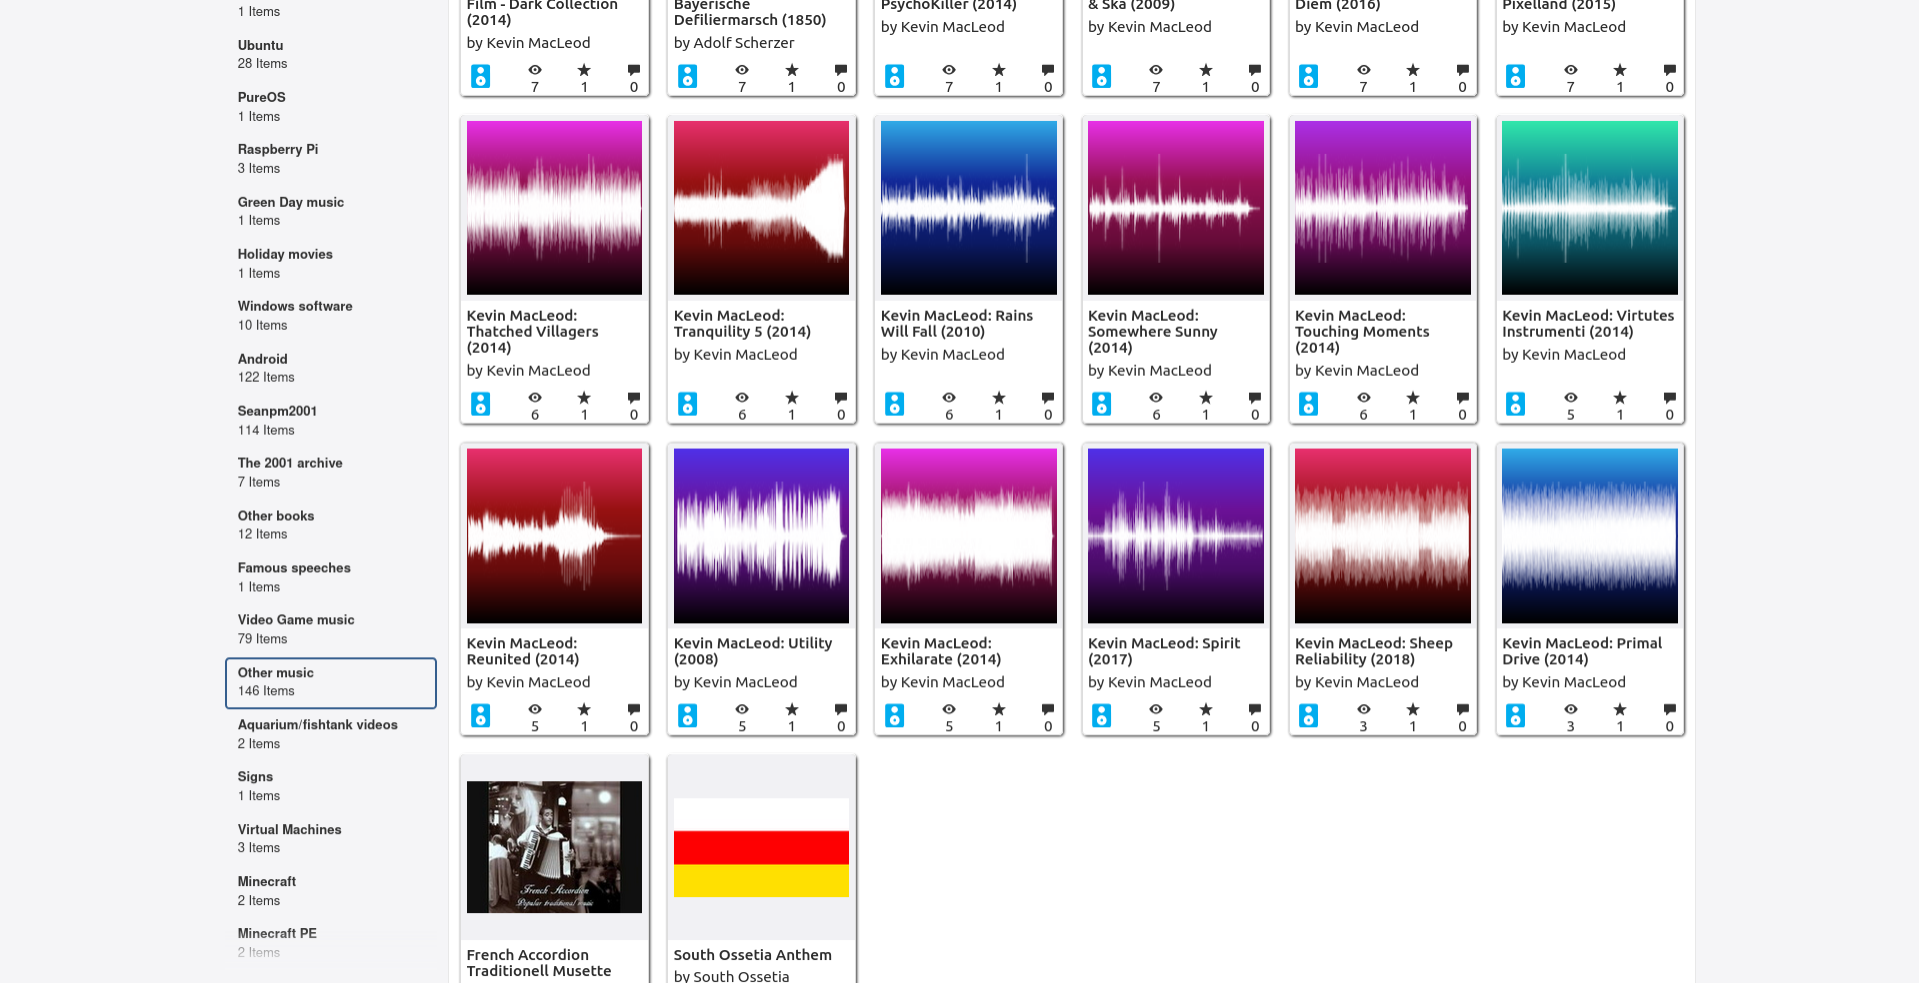 1 Items
Ubuntu
28 Items
PureOS
1 Items
Raspberry Pi
3 Items
Green Day music
1 Items
Holiday movies
1 Items
Windows software
10 Items
Android
122 Items
Seanpm2001
114 Items
The 2001 archive
7 Items
Other books
12 Items
Famous speeches
1 Items
Video Game music
79 Items
Other music
146 Items
Aquarium/fishtank videos
2 Items
Signs
1 Items
Virtual Machines
3 Items
Minecraft
2 Items
Minecraft PE
2 Items
Film - Dark Collection
(2014)
by Kevin MacLeod
7 1 0
Bayerische
Defiliermarsch (1850)
by Adolf Scherzer
7 1 0
PsychoKiller (2014)
by Kevin MacLeod
7 1 0
& Ska (2009)
by Kevin MacLeod
7 1 0
Diem (2016)
by Kevin MacLeod
7 1 0
Pixelland (2015)
by Kevin MacLeod
7 1 0
Kevin MacLeod:
Thatched Villagers
(2014)
by Kevin MacLeod
6 1 0
Kevin MacLeod:
Tranquility 5 (2014)
by Kevin MacLeod
6 1 0
Kevin MacLeod: Rains
Will Fall (2010)
by Kevin MacLeod
6 1 0
Kevin MacLeod:
Somewhere Sunny
(2014)
by Kevin MacLeod
6 1 0
Kevin MacLeod:
Touching Moments
(2014)
by Kevin MacLeod
6 1 0
Kevin MacLeod: Virtutes
Instrumenti (2014)
by Kevin MacLeod
5 1 0
Kevin MacLeod:
Reunited (2014)
by Kevin MacLeod
5 1 0
Kevin MacLeod: Utility
(2008)
by Kevin MacLeod
5 1 0
Kevin MacLeod:
Exhilarate (2014)
by Kevin MacLeod
5 1 0
Kevin MacLeod: Spirit
(2017)
by Kevin MacLeod
5 1 0
Kevin MacLeod: Sheep
Reliability (2018)
by Kevin MacLeod
3 1 0
Kevin MacLeod: Primal
Drive (2014)
by Kevin MacLeod
3 1 0
French Accordion
Popular traditional music
French Accordion
Traditionell Musette
South Ossetia Anthem
by South Ossetia